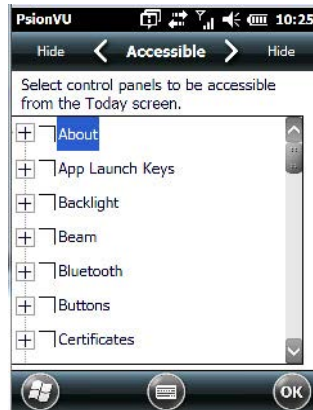 PsionVU 10:25
Hide Accessible Hide
Select control panels to be accessible
from the Today screen.
About
App Launch Keys
Backlight
Beam
Bluetooth
Buttons
Certificates
OK